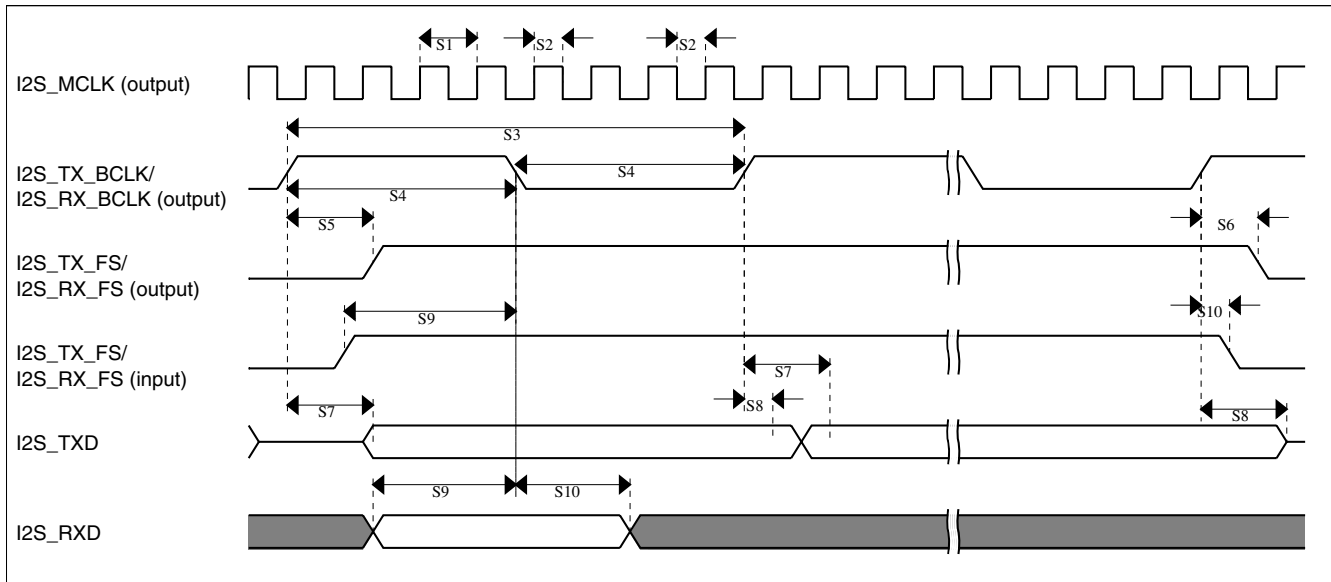 S1 S2 S2
I2S_MCLK (output)
S3
I2S_TX_BCLK/
I2S_RX_BCLK (output)
S4
S4
S5 S6
I2S_TX_FS/
I2S_RX_FS (output)
S9 S10
I2S_TX_FS/
I2S_RX_FS (input)
S7
S7 S8 S8
I2S_TXD
S9 S10
I2S_RXD